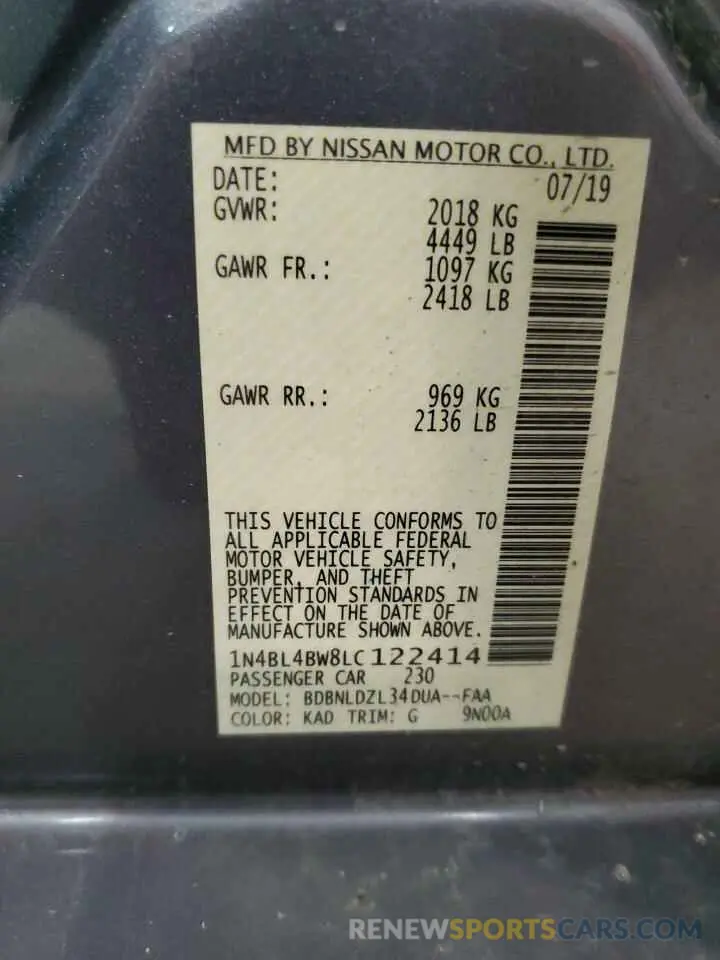 MFD BY NISSAN MOTOR CO., LTD.
DATE: 07/19
GVWR: 2018 KG
4449 LB
GAWR FR.: 1097 KG
2418 LB
GAWR RR.: 969 KG
2136 LB
THIS VEHICLE CONFORMS TO
ALL APPLICABLE FEDERAL
MOTOR VEHICLE SAFETY,
BUMPER, AND THEFT
PREVENTION STANDARDS IN
EFFECT ON THE DATE OF
MANUFACTURE SHOWN ABOVE.
1N4BL4BW8LC122414
PASSENGER CAR 230
MODEL: BDBNLDZL34DUA--FAA
COLOR: KAD TRIM: G 9N00A
RENEWSPORTSCARS.COM